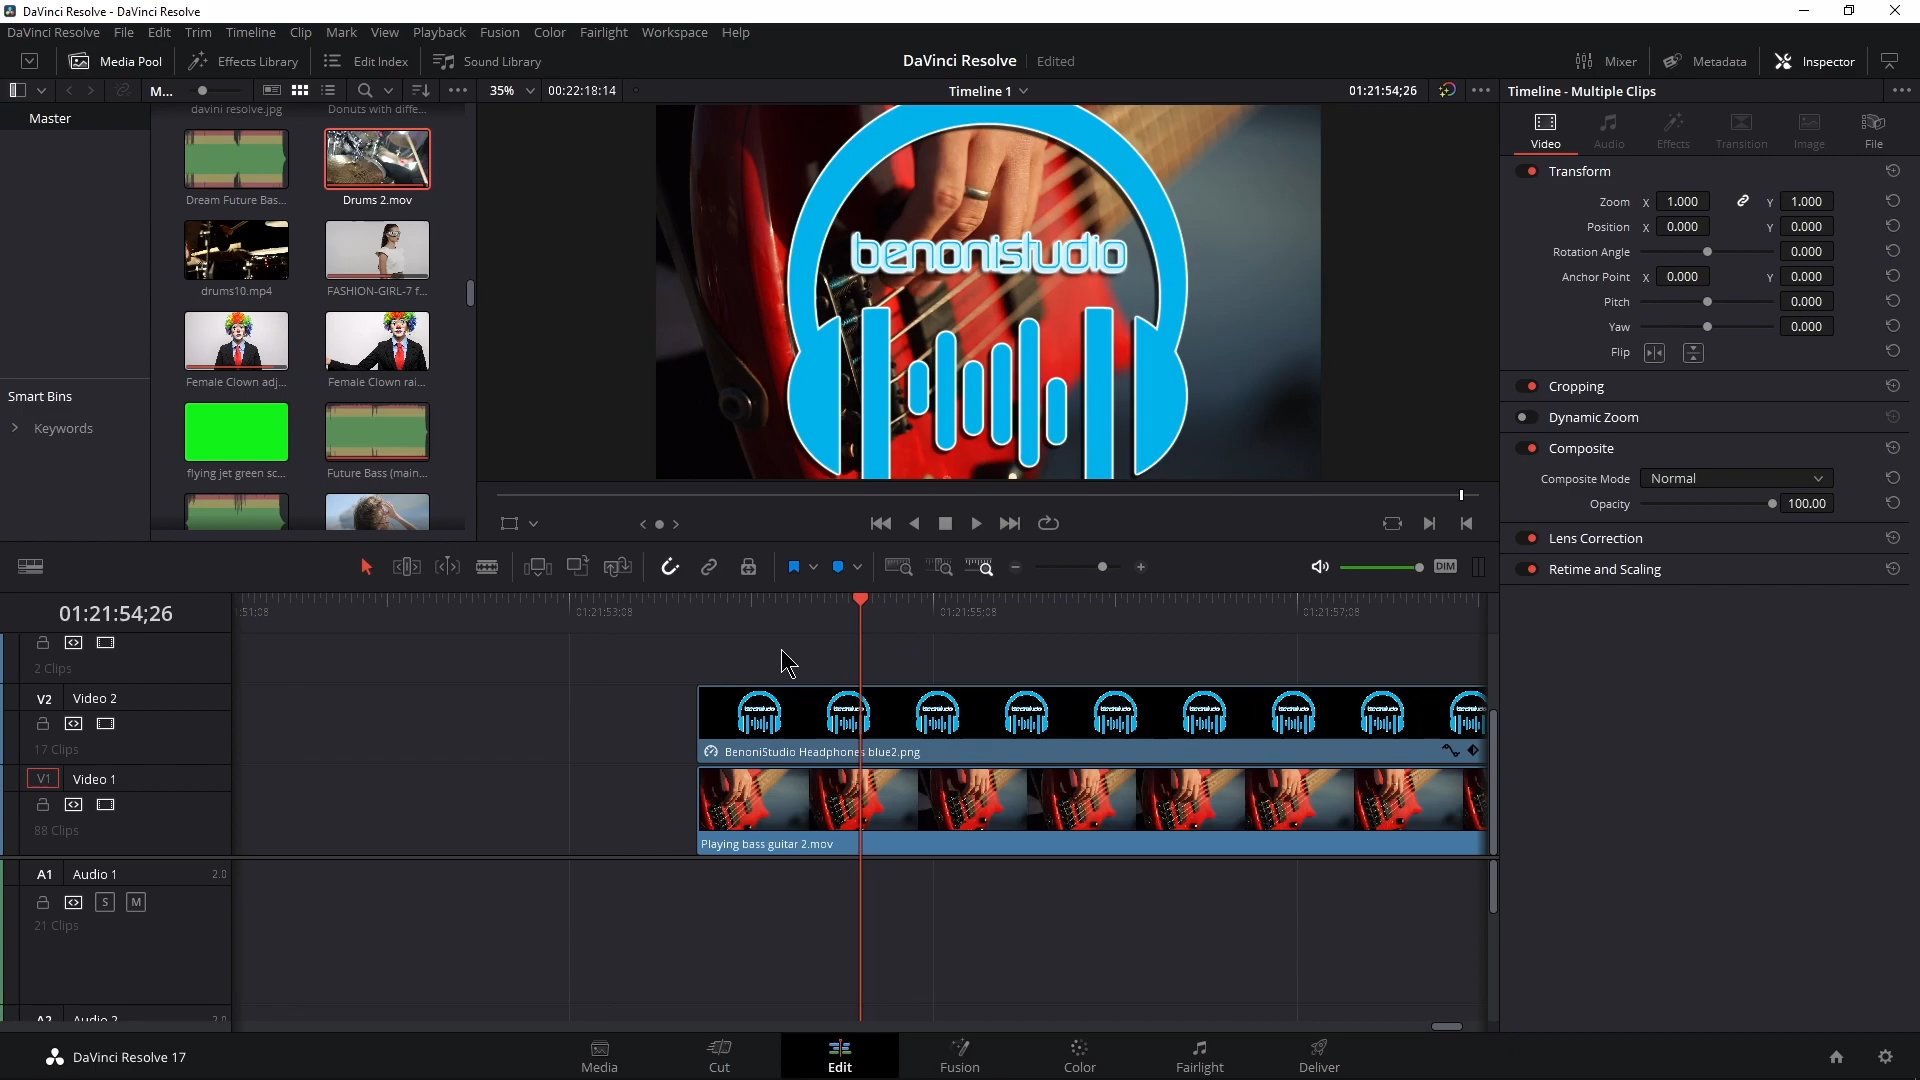 DaVinci Resolve - DaVinci Resolve
DaVinci Resolve File Edit Trim Timeline Clip Mark View Playback Fusion Color Fairlight Workspace Help
Media Pool Effects Library Edit Index Sound Library DaVinci Resolve Edited Mixer Metadata Inspector
M... 35% 00:22:18:14 Timeline 1 01:21:54;26 Timeline - Multiple Clips
Master
davini resolve.jpg Donuts with diffe...
Dream Future Bas... Drums 2.mov
drums10.mp4 FASHION-GIRL-7 f...
Female Clown adj... Female Clown rai...
flying jet green sc... Future Bass (main...
Smart Bins
Keywords
benonistudio
Video Audio Effects Transition Image File
Transform
Zoom X 1.000 Y 1.000
Position X 0.000 Y 0.000
Rotation Angle 0.000
Anchor Point X 0.000 Y 0.000
Pitch 0.000
Yaw 0.000
Flip
Cropping
Dynamic Zoom
Composite
Composite Mode Normal
Opacity 100.00
Lens Correction
Retime and Scaling
DIM
01:21:54;26
:51;08 01:21:53;08 01:21:55;08 01:21:57;08
2 Clips
V2 Video 2
17 Clips
BenoniStudio Headphones blue2.png
V1 Video 1
88 Clips
Playing bass guitar 2.mov
A1 Audio 1 2.0
S M
21 Clips
A2 Audio 2 2.0
DaVinci Resolve 17
Media Cut Edit Fusion Color Fairlight Deliver